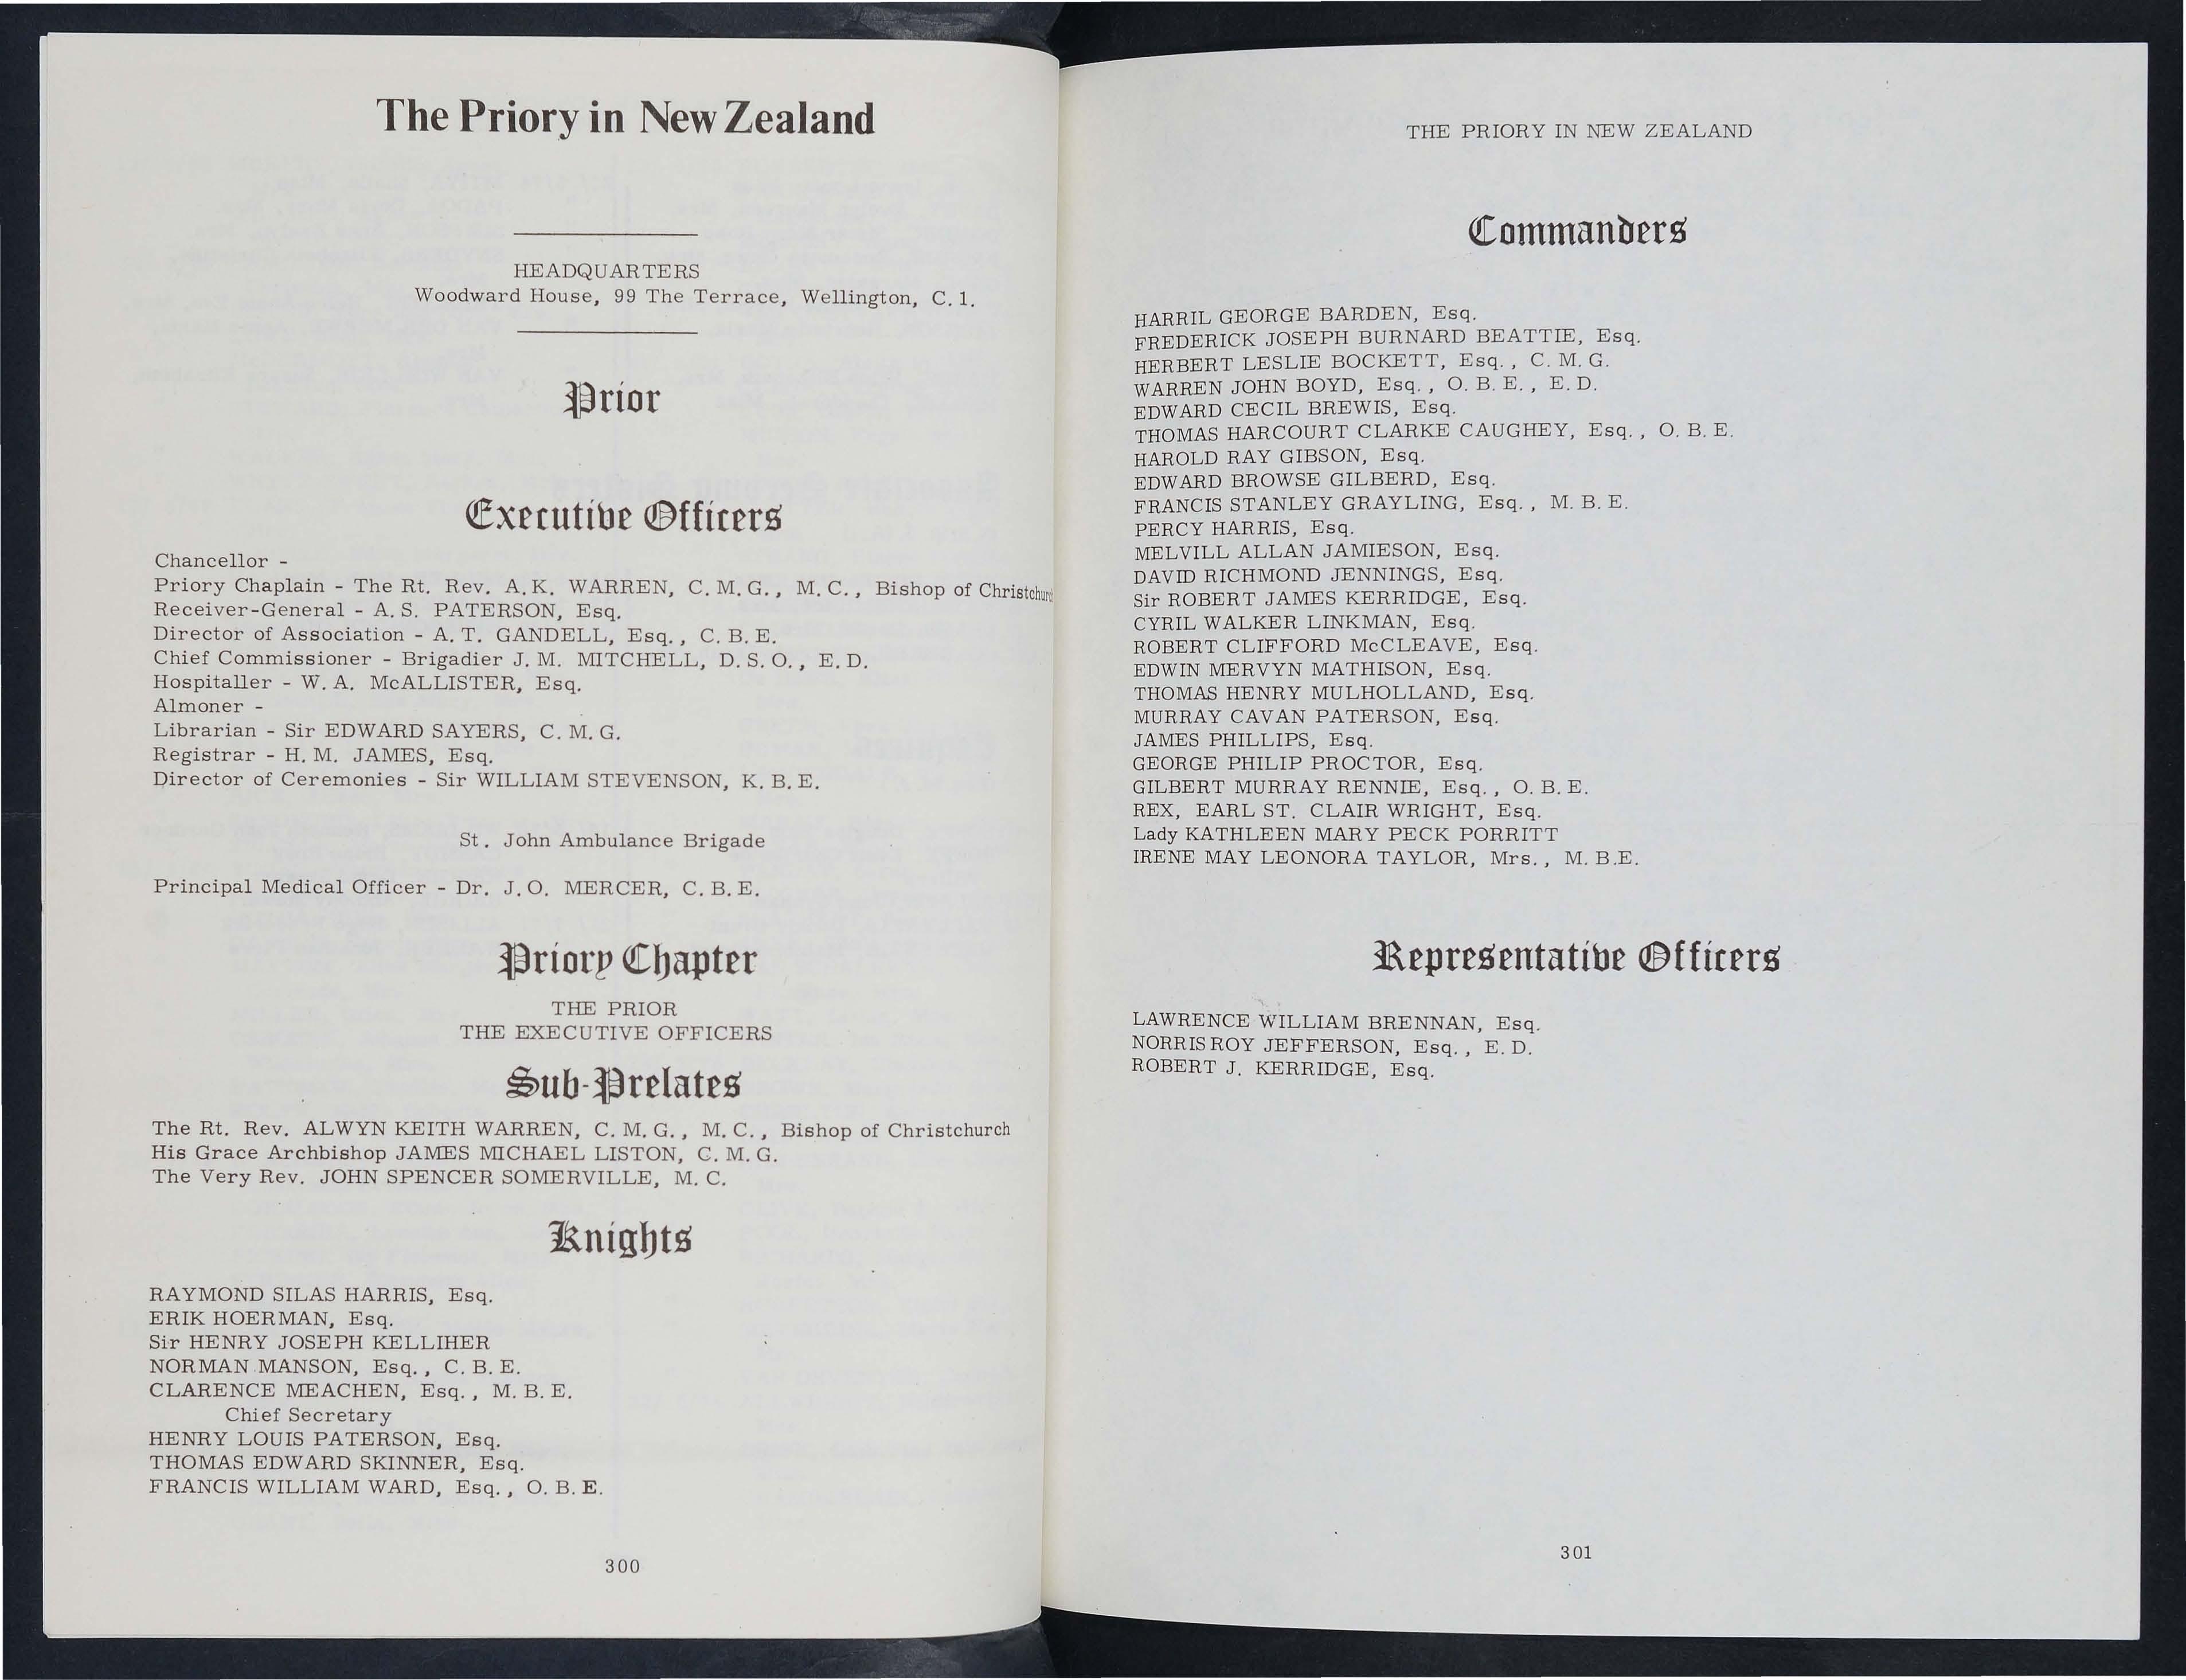 The Priory in New Zealand
HEADQUARTERS
Woodward House, 99 The Terrace, Wellington, C. 1.
Prior
Executive Officers
Chancellor -
Priory Chaplain - The Rt. Rev. A. K. WARREN, C. M. G., M. C., Bishop of Christchurch
Receiver-General - A. S. PATERSON, Esq.
Director of Association - A. T. GANDELL, Esq., C. B. E.
Chief Commissioner - Brigadier J. M. MITCHELL, D. S. O., E. D.
Hospitaller - W. A. McALLISTER, Esq.
Almoner -
Librarian - Sir EDWARD SAYERS, C. M. G.
Registrar - H. M. JAMES, Esq.
Director of Ceremonies - Sir WILLIAM STEVENSON, K. B. E.
St. John Ambulance Brigade
Principal Medical Officer - Dr. J. O. MERCER, C. B. E.
Priory Chapter
THE PRIOR
THE EXECUTIVE OFFICERS
Sub-Prelates
The Rt. Rev. ALWYN KEITH WARREN, C. M. G., M. C., Bishop of Christchurch
His Grace Archbishop JAMES MICHAEL LISTON, C. M. G.
The Very Rev. JOHN SPENCER SOMERVILLE, M. C.
Knights
RAYMOND SILAS HARRIS, Esq.
ERIK HOERMAN, Esq.
Sir HENRY JOSEPH KELLIHER
NORMAN MANSON, Esq., C. B. E.
CLARENCE MEACHEN, Esq., M. B. E.
Chief Secretary
HENRY LOUIS PATERSON, Esq.
THOMAS EDWARD SKINNER, Esq.
FRANCIS WILLIAM WARD, Esq., O. B. E.
300
THE PRIORY IN NEW ZEALAND
Commanders
HARRIL GEORGE BARDEN, Esq.
FREDERICK JOSEPH BURNARD BEATTIE, Esq.
HERBERT LESLIE BOCKETT, Esq., C. M. G.
WARREN JOHN BOYD, Esq., O. B. E., E. D.
EDWARD CECIL BREWIS, Esq.
THOMAS HARCOURT CLARKE CAUGHEY, Esq., O. B. E.
HAROLD RAY GIBSON, Esq.
EDWARD BROWSE GILBERD, Esq.
FRANCIS STANLEY GRAYLING, Esq., M. B. E.
PERCY HARRIS, Esq.
MELVILL ALLAN JAMIESON, Esq.
DAVID RICHMOND JENNINGS, Esq.
Sir ROBERT JAMES KERRIDGE, Esq.
CYRIL WALKER LINKMAN, Esq.
ROBERT CLIFFORD McCLEAVE, Esq.
EDWIN MERVYN MATHISON, Esq.
THOMAS HENRY MULHOLLAND, Esq.
MURRAY CAVAN PATERSON, Esq.
JAMES PHILLIPS, Esq.
GEORGE PHILIP PROCTOR, Esq.
GILBERT MURRAY RENNIE, Esq., O. B. E.
REX, EARL ST. CLAIR WRIGHT, Esq.
Lady KATHLEEN MARY PECK PORRITT
IRENE MAY LEONORA TAYLOR, Mrs., M. B.E.
Representative Officers
LAWRENCE WILLIAM BRENNAN, Esq.
NORRIS ROY JEFFERSON, Esq., E. D.
ROBERT J. KERRIDGE, Esq.
301